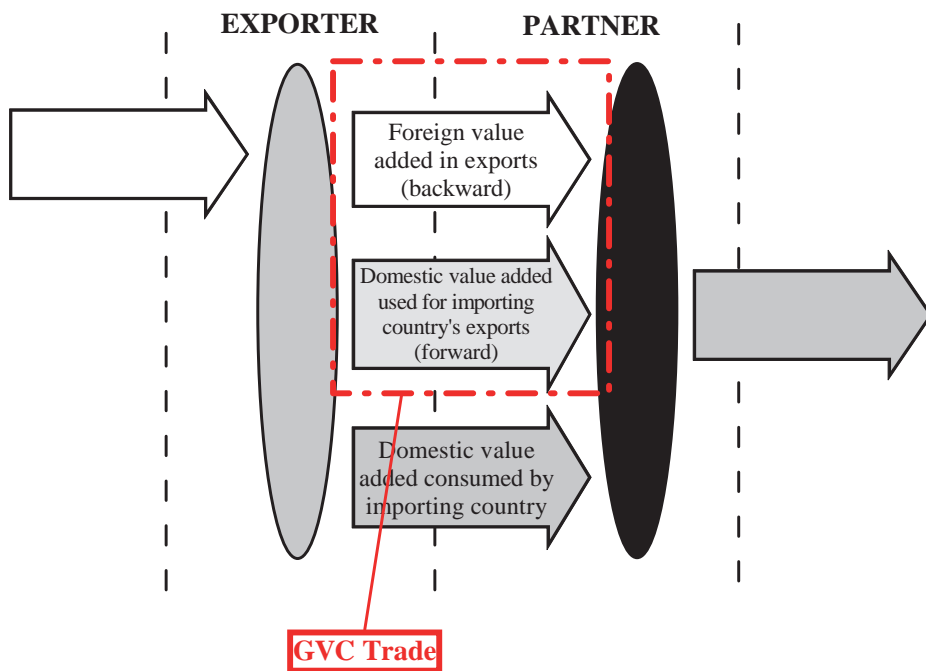 EXPORTER
PARTNER
Foreign value
added in exports
(backward)
Domestic value added
used for importing
country's exports
(forward)
Domestic value
added consumed by
importing country
GVC Trade